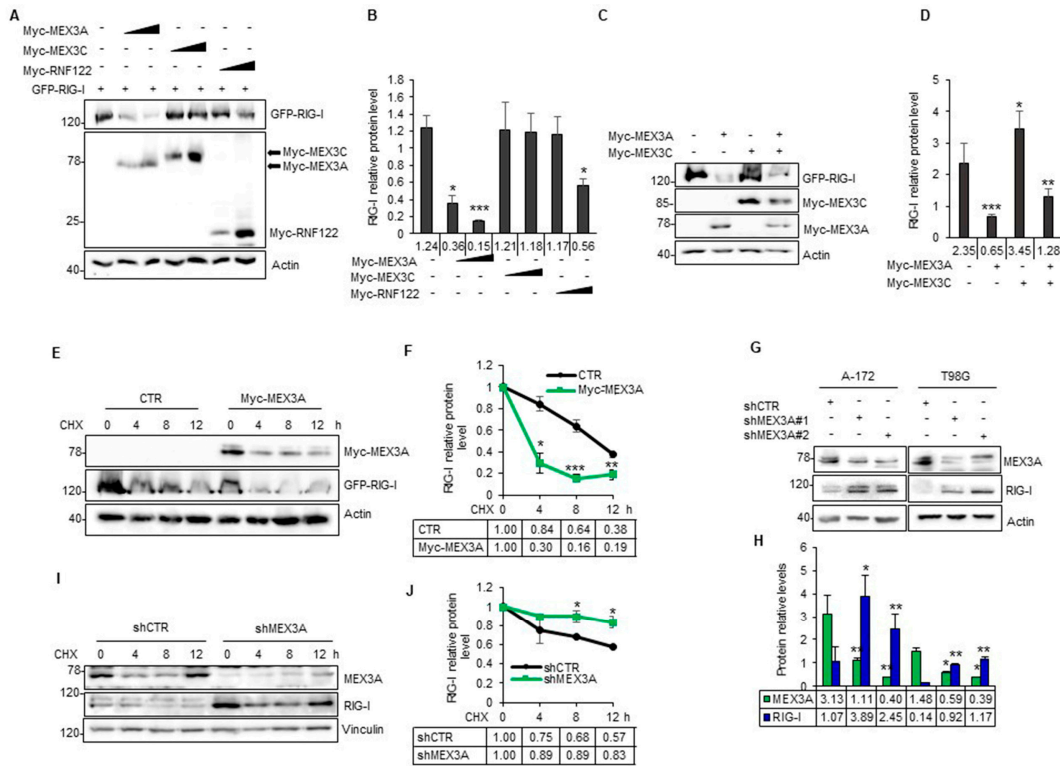 A
Myc-MEX3A - - - - - -
Myc-MEX3C - - - - -
Myc-RNF122 - - - - -
GFP-RIG-I + + + + + + +
120 GFP-RIG-I
78 Myc-MEX3C
Myc-MEX3A
25 Myc-RNF122
40 Actin
B
RIG-I relative protein level
1.8
1.6
1.4
1.2
1
0.8
0.6
0.4
0.2
0
* *** *
1.24 0.36 0.15 1.21 1.18 1.17 0.56
Myc-MEX3A - - - - -
Myc-MEX3C - - - - -
Myc-RNF122 - - - - -
C
Myc-MEX3A - + - +
Myc-MEX3C - - + +
120 GFP-RIG-I
85 Myc-MEX3C
78 Myc-MEX3A
40 Actin
D
RIG-I relative protein level
5
4
3
2
1
0
*** * **
2.35 0.65 3.45 1.28
Myc-MEX3A - + - +
Myc-MEX3C - - + +
E
CTR Myc-MEX3A
CHX 0 4 8 12 0 4 8 12 h
78 Myc-MEX3A
120 GFP-RIG-I
40 Actin
F
RIG-I relative protein level
1.2
1
0.8
0.6
0.4
0.2
0
CTR
Myc-MEX3A
* *** **
CHX 0 4 8 12 h
CTR 1.00 0.84 0.64 0.38
Myc-MEX3A 1.00 0.30 0.16 0.19
G
A-172 T98G
shCTR + +
shMEX3A#1 + +
shMEX3A#2 + +
78 MEX3A
120 RIG-I
40 Actin
H
Protein relative levels
6
5
4
3
2
1
0
** * ** ** * ** * **
MEX3A 3.13 1.11 0.40 1.48 0.59 0.39
RIG-I 1.07 3.89 2.45 0.14 0.92 1.17
I
shCTR shMEX3A
CHX 0 4 8 12 0 4 8 12 h
78 MEX3A
120 RIG-I
120 Vinculin
J
RIG-I relative protein level
1.2
1
0.8
0.6
0.4
0.2
0
* *
shCTR
shMEX3A
CHX 0 4 8 12 h
shCTR 1.00 0.75 0.68 0.57
shMEX3A 1.00 0.89 0.89 0.83